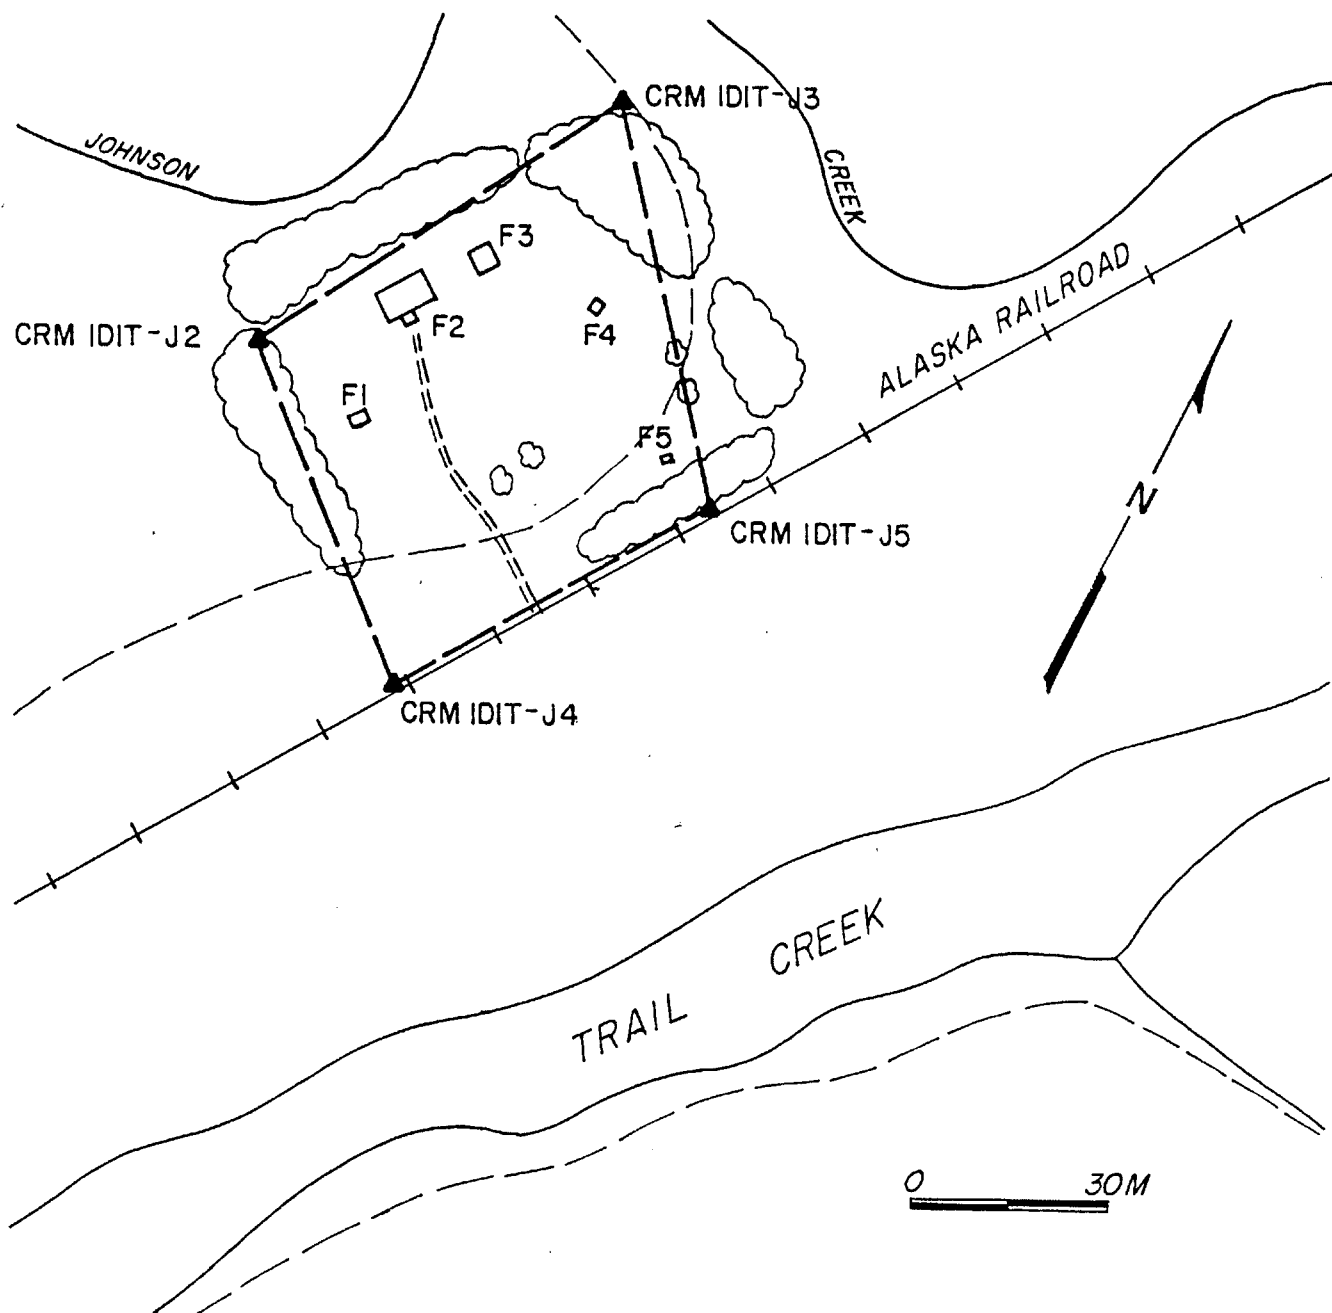 CRM IDIT-J3
JOHNSON
CREEK
F3
ALASKA RAILROAD
CRM IDIT-J2
F2
F4
F1
F5
N
CRM IDIT-J5
CRM IDIT-J4
CREEK
TRAIL
0 30M